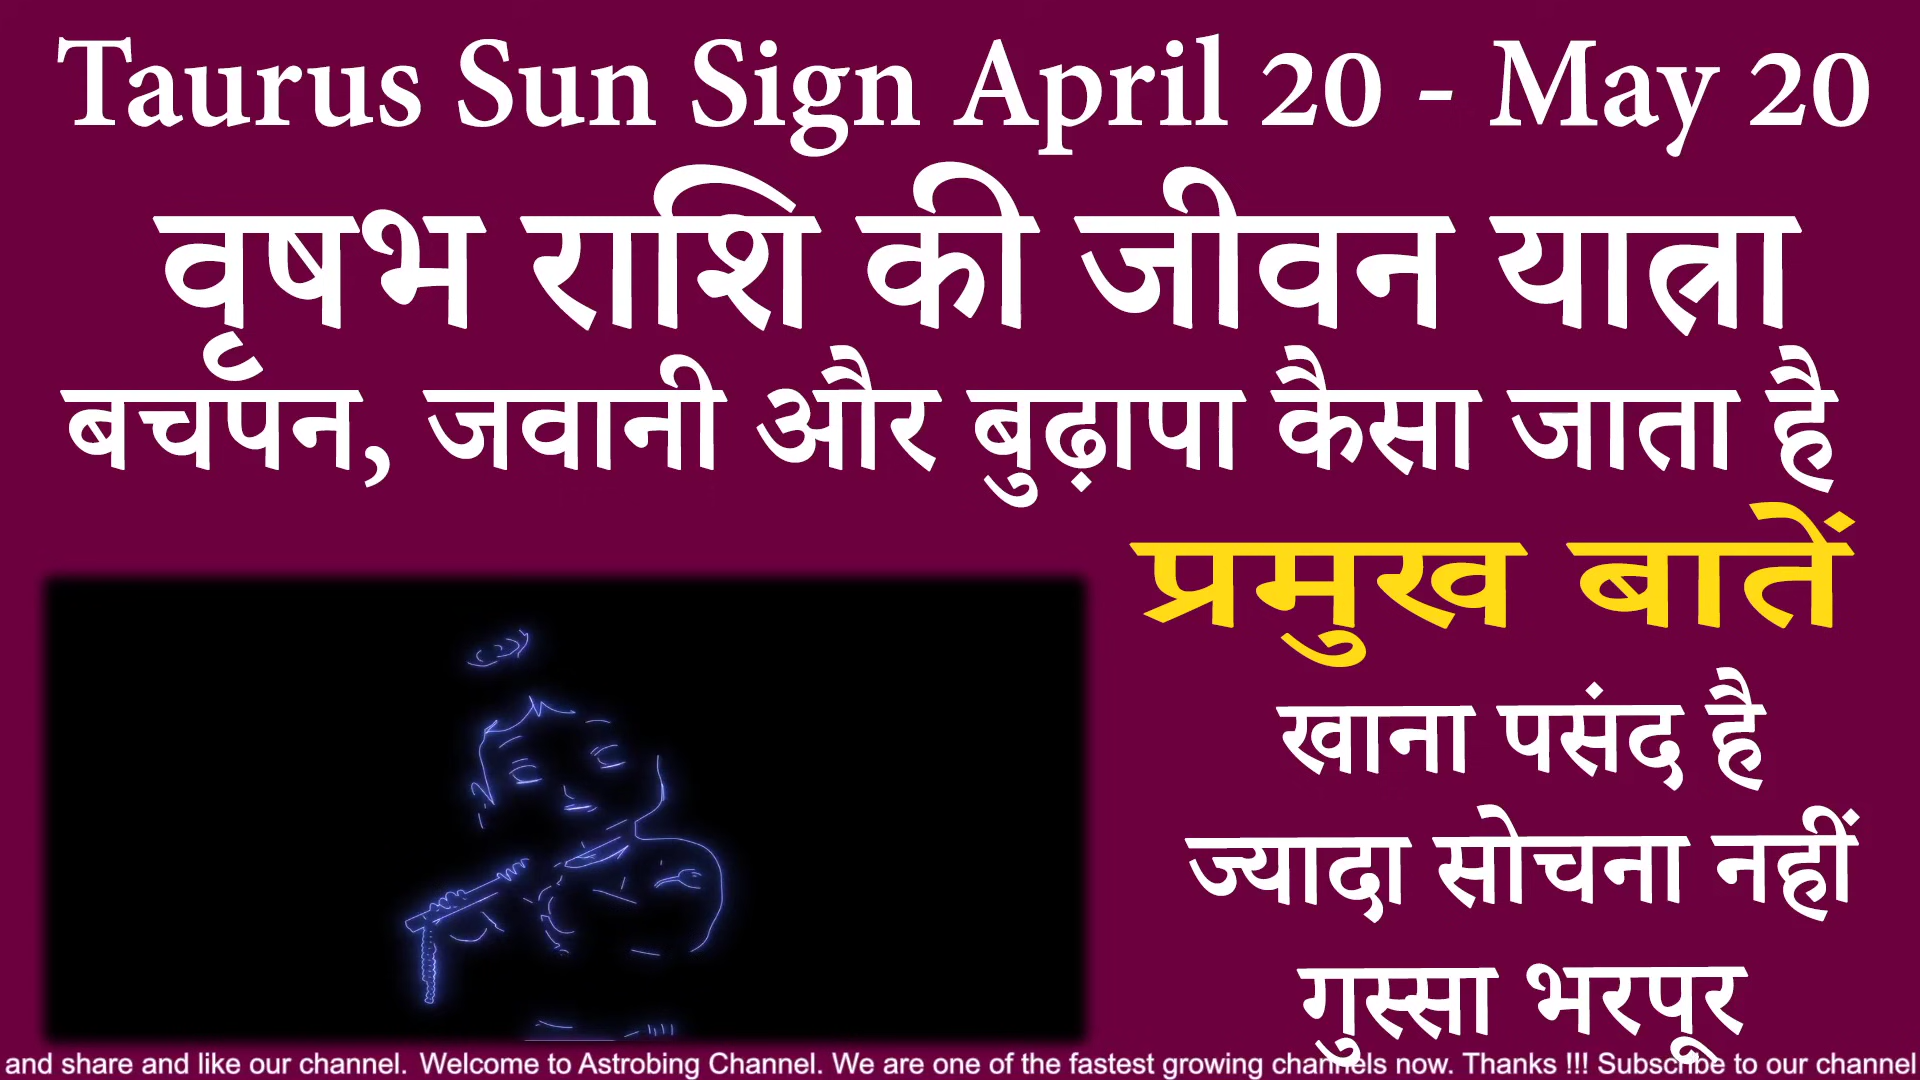 Taurus Sun Sign April 20 - May 20
वृषभ राशि की जीवन यात्रा
बचपन, जवानी और बुढ़ापा कैसा जाता है
प्रमुख बातें
खाना पसंद है
ज्यादा सोचना नहीं
गुस्सा भरपूर
and share and like our channel. Welcome to Astrobing Channel. We are one of the fastest growing channels now. Thanks !!! Subscribe to our channel